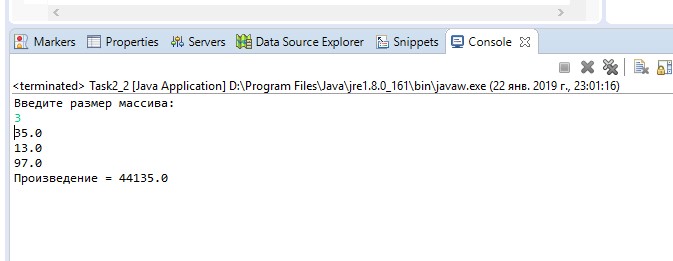 Markers Properties Servers Data Source Explorer Snippets Console
<terminated> Task2_2 [Java Application] D:\Program Files\Java\jre1.8.0_161\bin\javaw.exe (22 янв. 2019 г., 23:01:16)
Введите размер массива:
3
35.0
13.0
97.0
Произведение = 44135.0